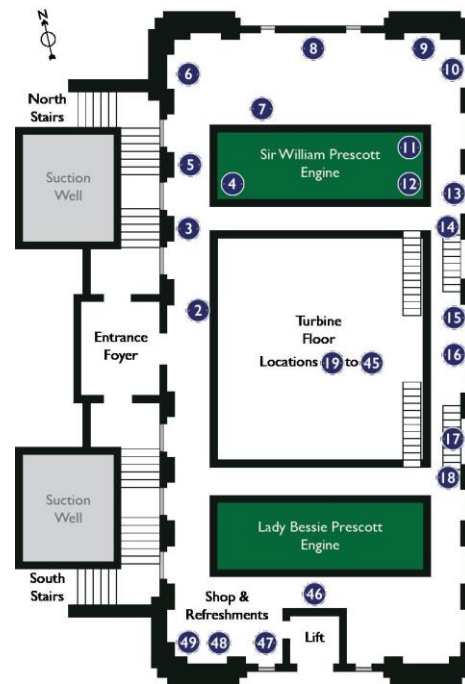 N
8
9
6
10
North
Stairs
7
11
Sir William Prescott
Engine
Suction
Well
5
4
12
13
3
14
2
15
Entrance
Foyer
Turbine
Floor
Locations 19 to 45
16
17
18
Suction
Well
Lady Bessie Prescott
Engine
South
Stairs
Shop &
Refreshments
46
49
48
47
Lift